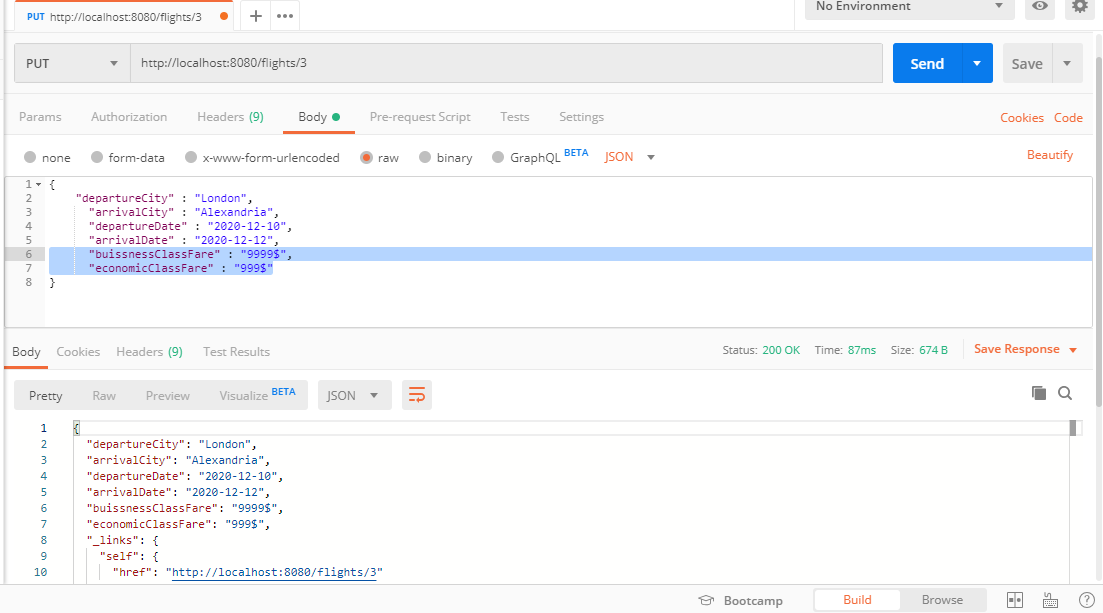 PUT http://localhost:8080/flights/3
No Environment
PUT http://localhost:8080/flights/3 Send Save
Params Authorization Headers (9) Body Pre-request Script Tests Settings Cookies Code
none form-data x-www-form-urlencoded raw binary GraphQL BETA JSON Beautify
1 {
2 "departureCity" : "London",
3 "arrivalCity" : "Alexandria",
4 "departureDate" : "2020-12-10",
5 "arrivalDate" : "2020-12-12",
6 "buissnessClassFare" : "9999$",
7 "economicClassFare" : "999$"
8 }
Body Cookies Headers (9) Test Results Status: 200 OK Time: 87ms Size: 674 B Save Response
Pretty Raw Preview Visualize BETA JSON
1 {
2 "departureCity": "London",
3 "arrivalCity": "Alexandria",
4 "departureDate": "2020-12-10",
5 "arrivalDate": "2020-12-12",
6 "buissnessClassFare": "9999$",
7 "economicClassFare": "999$",
8 "_links": {
9 "self": {
10 "href": "http://localhost:8080/flights/3"
Bootcamp Build Browse